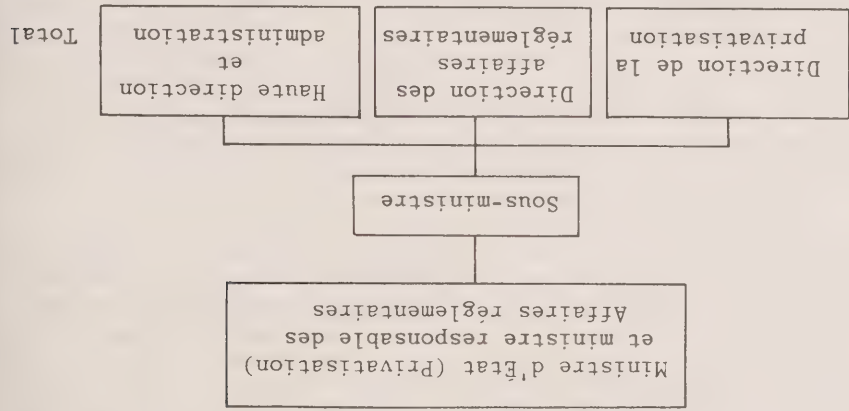 Ministre d'État (Privatisation)
et ministre responsable des
Affaires réglementaires
Sous-ministre
Direction de la
privatisation
Direction des
affaires
réglementaires
Haute direction
et
administration
Total